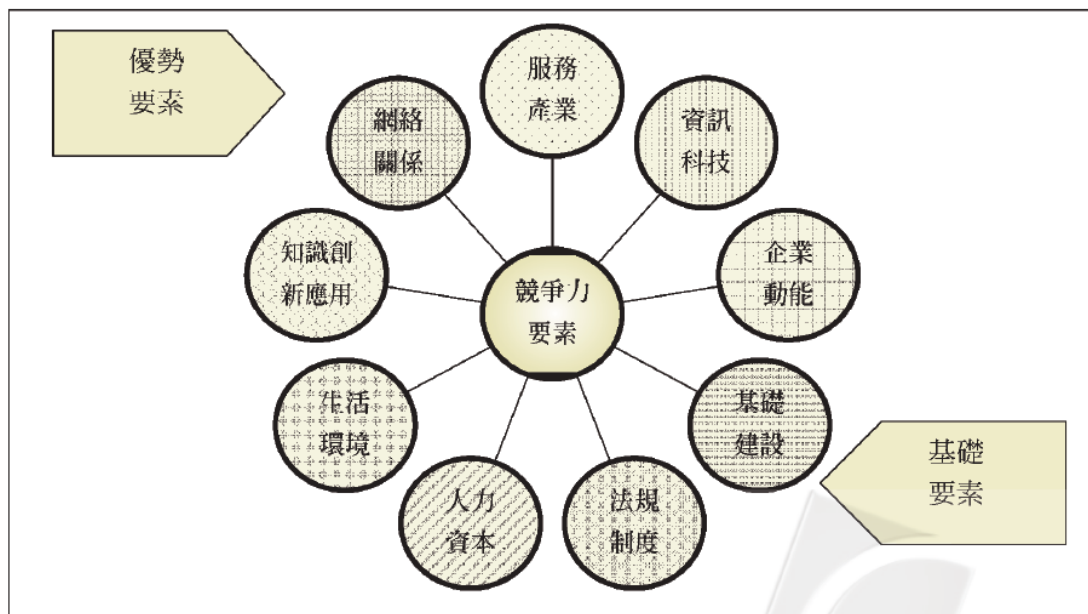 優勢
要素
服務
產業
網絡
關係
資訊
科技
知識創
新應用
企業
動能
競爭力
要素
生活
環境
基礎
建設
人力
資本
法規
制度
基礎
要素